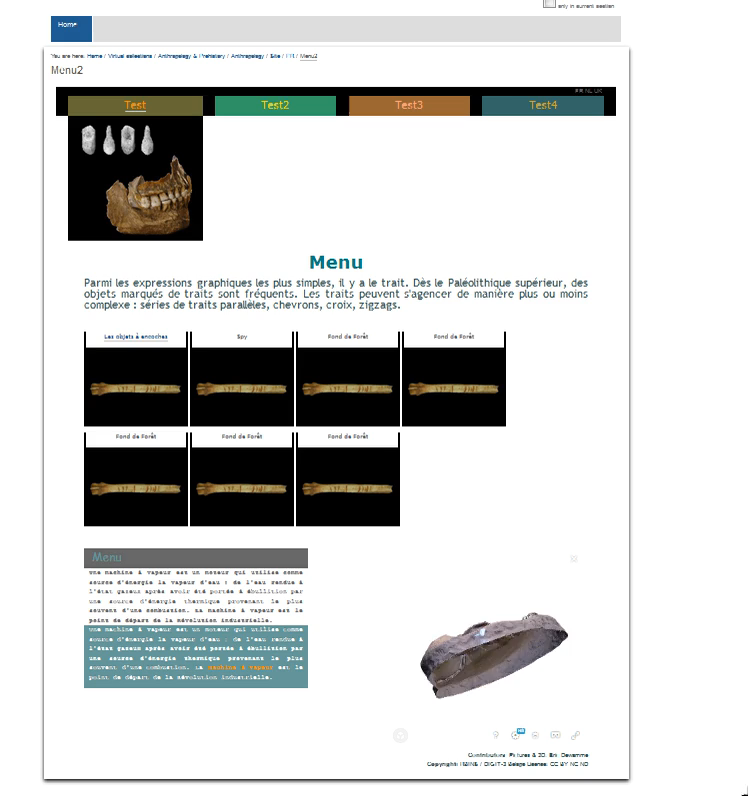 only in current section
Home
You are here: Home / Virtual collections / Anthropology & Prehistory / Anthropology / Site / FR / Menu2
Menu2
FR NL UK
Test Test2 Test3 Test4
Menu
Parmi les expressions graphiques les plus simples, il y a le trait. Dès le Paléolithique supérieur, des
objets marqués de traits sont fréquents. Les traits peuvent s'agencer de manière plus ou moins
complexe : séries de traits parallèles, chevrons, croix, zigzags.
Les objets à encoches Spy Fond de Forêt Fond de Forêt
Fond de Forêt Fond de Forêt Fond de Forêt
Menu
Une machine à vapeur est un moteur qui utilise comme
source d'énergie la vapeur d'eau : de l'eau rendue à
l'état gazeux après avoir été portée à ébullition par
une source d'énergie thermique provenant le plus
souvent d'une combustion. La machine à vapeur est le
point de départ de la révolution industrielle.
Une machine à vapeur est un moteur qui utilise comme
source d'énergie la vapeur d'eau : de l'eau rendue à
l'état gazeux après avoir été portée à ébullition par
une source d'énergie thermique provenant le plus
souvent d'une combustion. La machine à vapeur est le
point de départ de la révolution industrielle.
HD
Contributors: Pictures & 3D: Eric Dewamme
Copyright: RBINS / DIGIT-3 Belspo License: CC BY NC ND